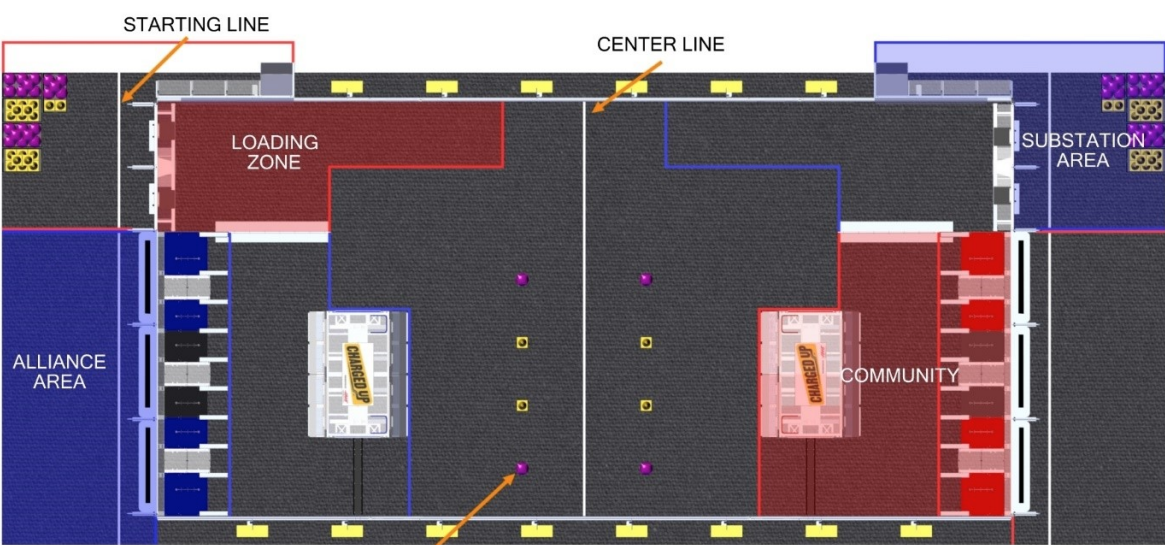 STARTING LINE
CENTER LINE
LOADING
ZONE
SUBSTATION
AREA
ALLIANCE
AREA
CHARGED UP
CHARGED UP
COMMUNITY